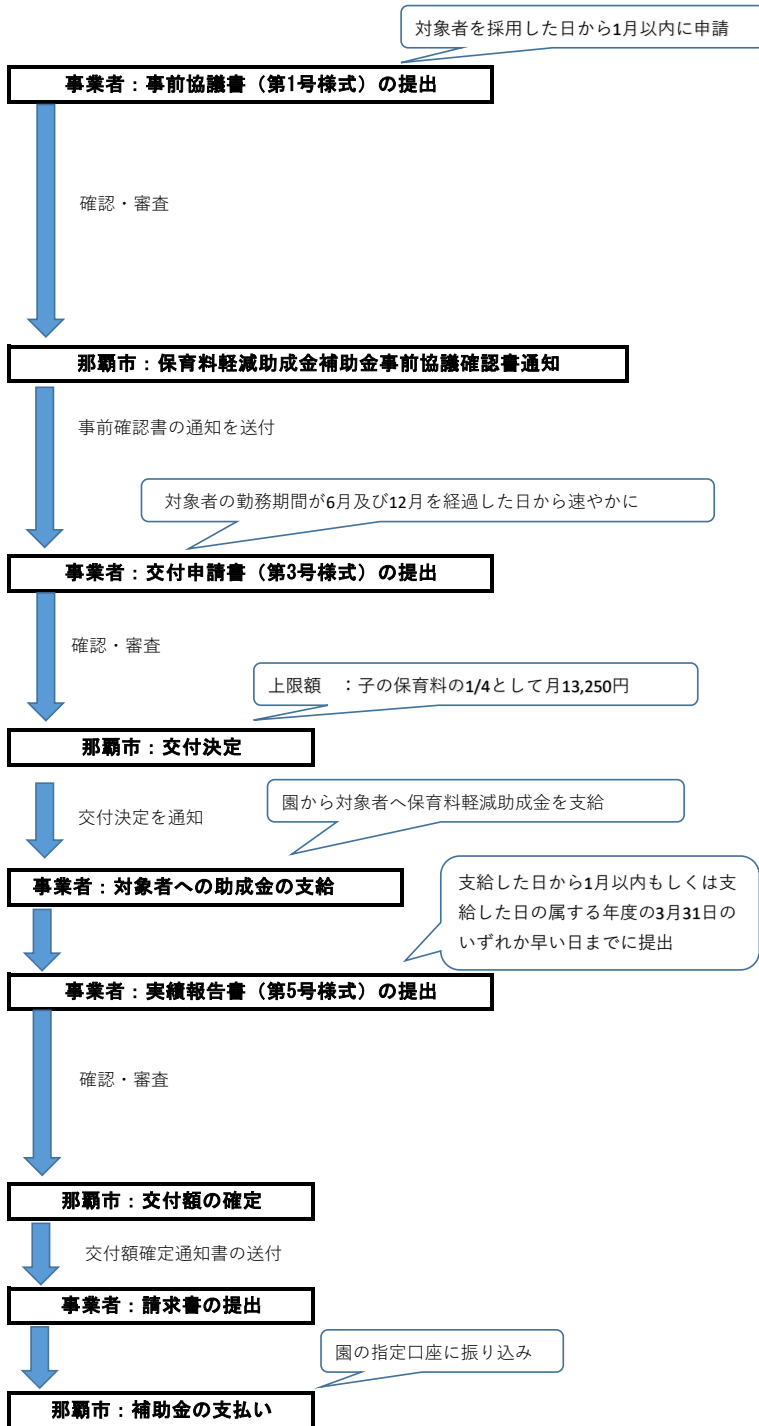 対象者を採用した日から1月以内に申請
事業者：事前協議書（第1号様式）の提出
確認・審査
那覇市：保育料軽減助成金補助金事前協議確認書通知
事前確認書の通知を送付
対象者の勤務期間が6月及び12月を経過した日から速やかに
事業者：交付申請書（第3号様式）の提出
確認・審査
上限額　：子の保育料の1/4として月13,250円
那覇市：交付決定
園から対象者へ保育料軽減助成金を支給
交付決定を通知
事業者：対象者への助成金の支給
支給した日から1月以内もしくは支
給した日の属する年度の3月31日の
いずれか早い日までに提出
事業者：実績報告書（第5号様式）の提出
確認・審査
那覇市：交付額の確定
交付額確定通知書の送付
事業者：請求書の提出
園の指定口座に振り込み
那覇市：補助金の支払い